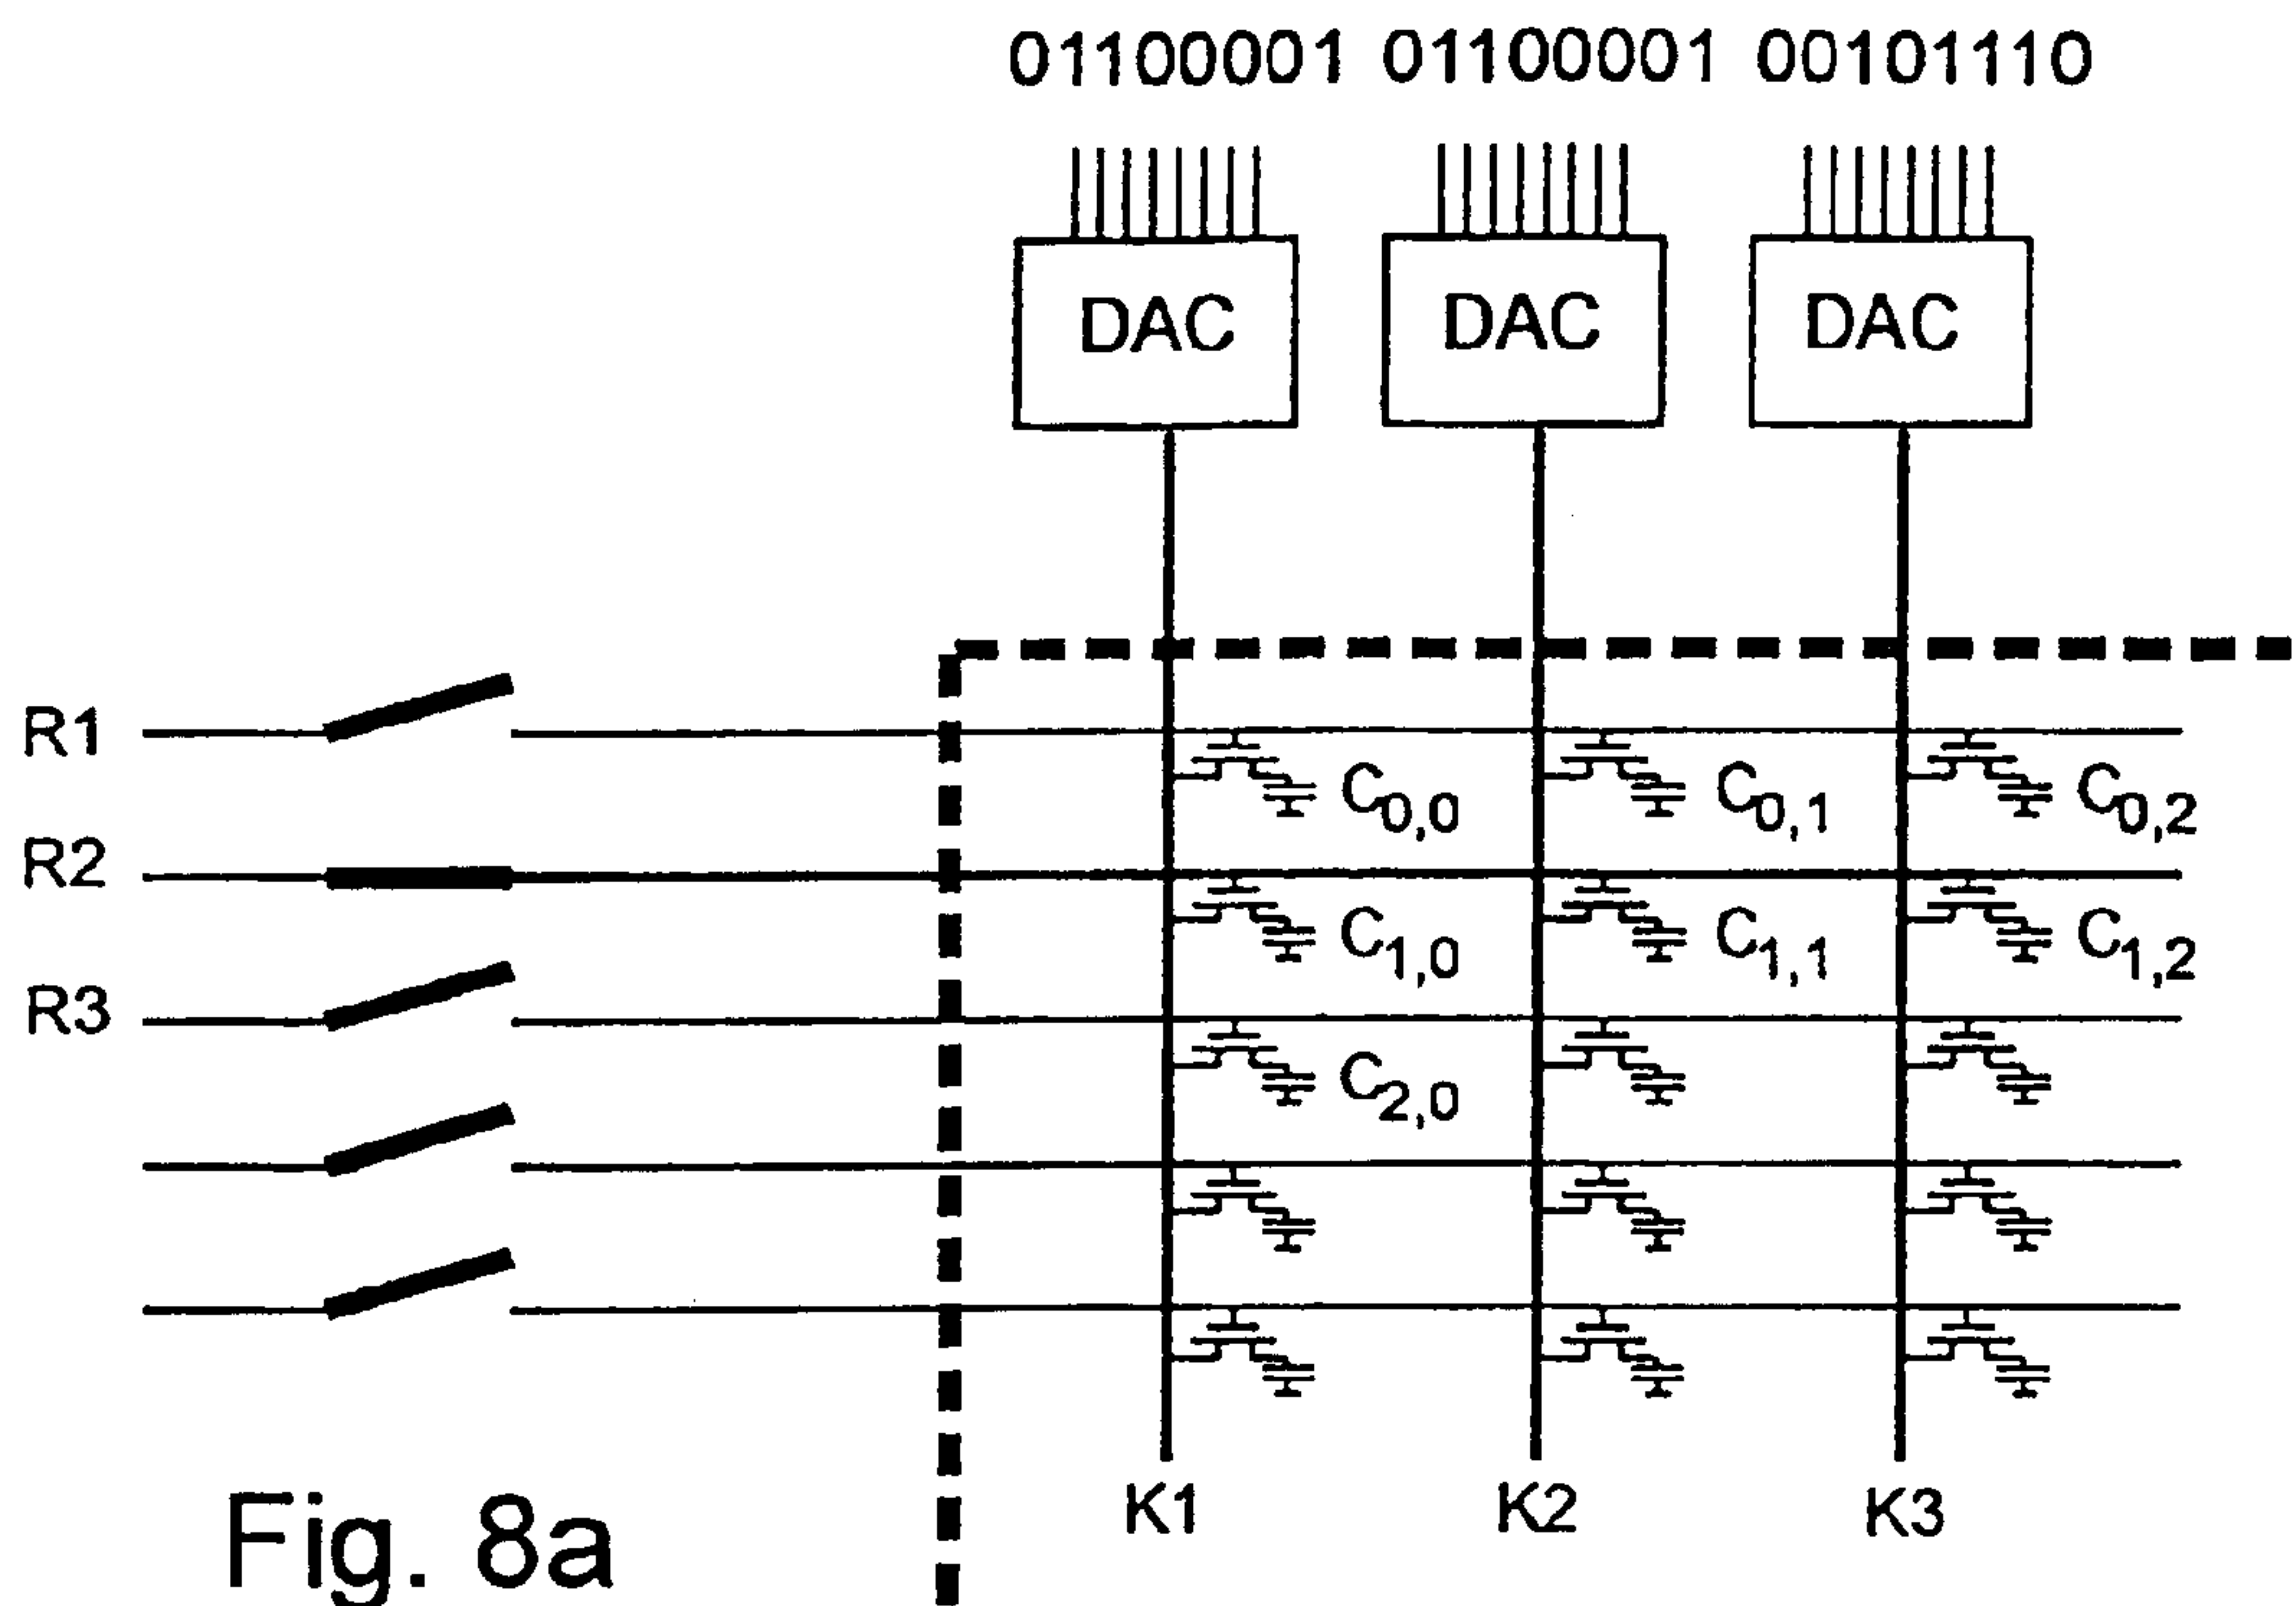 01100001 01100001 00101110
DAC DAC DAC
R1
C0,0 C0,1 C0,2
R2
C1,0 C1,1 C1,2
R3
C2,0
K1 K2 K3
Fig. 8a